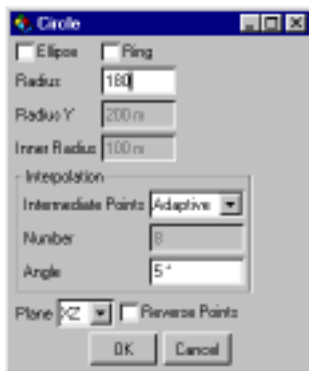 Circle
Ellipse Ring
Radius 180
Radius Y 200 m
Inner Radius 100 m
Interpolation
Intermediate Points Adaptive
Number 8
Angle 5 °
Plane XZ Reverse Points
OK Cancel